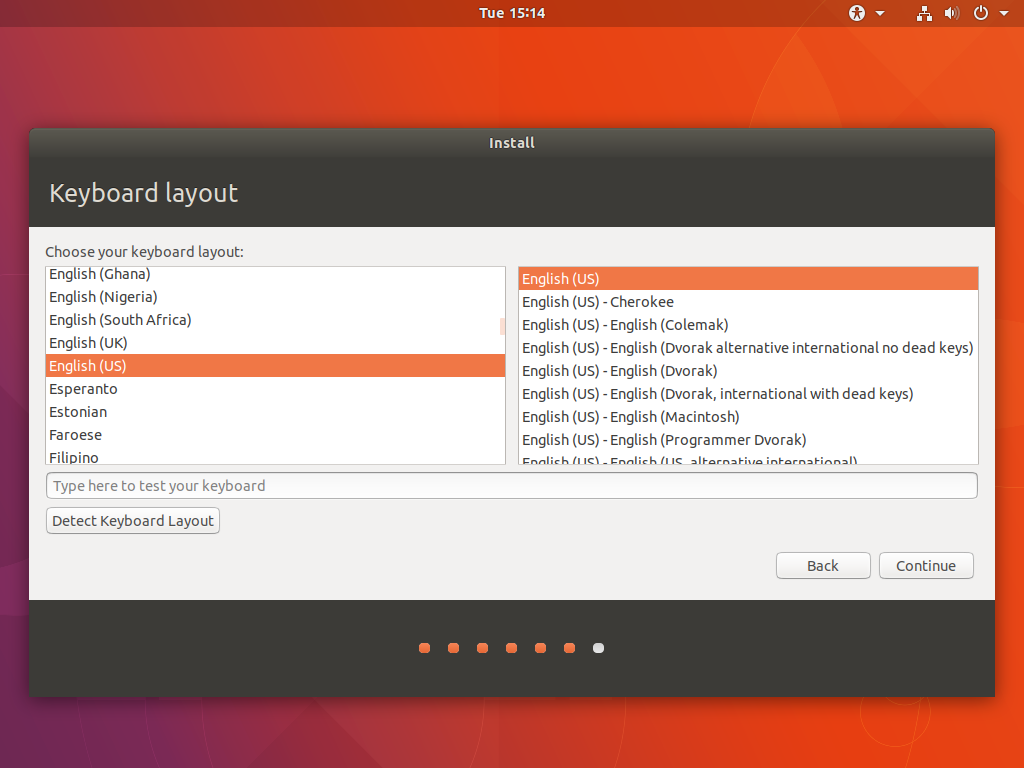 Tue 15:14
Install
Keyboard layout
Choose your keyboard layout:
English (Ghana)
English (Nigeria)
English (South Africa)
English (UK)
English (US)
Esperanto
Estonian
Faroese
Filipino
English (US)
English (US) - Cherokee
English (US) - English (Colemak)
English (US) - English (Dvorak alternative international no dead keys)
English (US) - English (Dvorak)
English (US) - English (Dvorak, international with dead keys)
English (US) - English (Macintosh)
English (US) - English (Programmer Dvorak)
English (US) - English (US, alternative international)
Type here to test your keyboard
Detect Keyboard Layout
Back
Continue